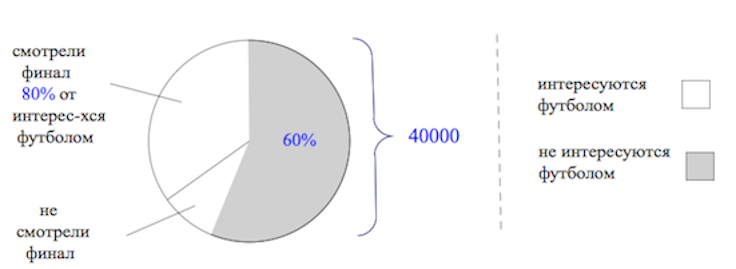 смотрели
финал
80% от
интерес-хся
футболом
60%
40000
не
смотрели
финал
интересуются
футболом
не интересуются
футболом